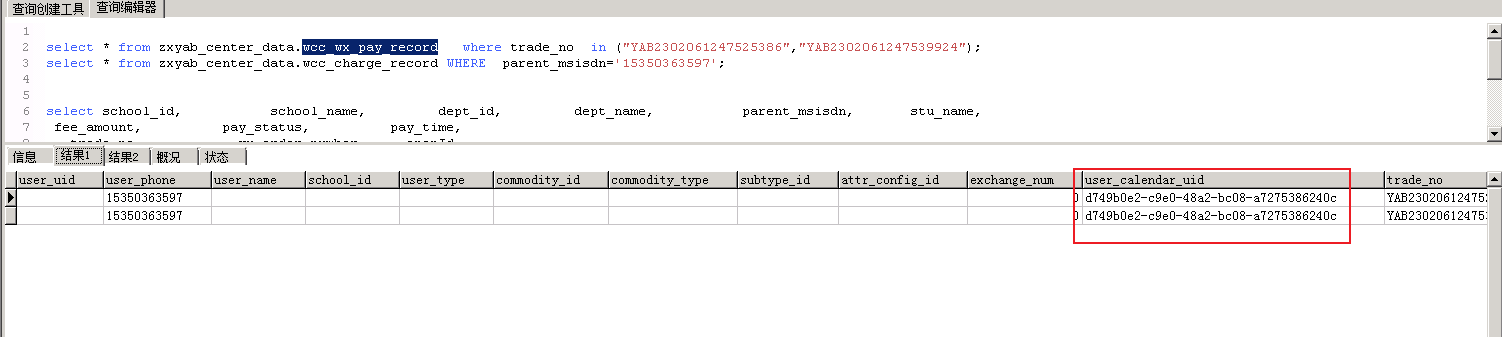 查询创建工具 查询编辑器
1
2 select * from zxyab_center_data.wcc_wx_pay_record where trade_no in ("YAB2302061247525386","YAB2302061247539924");
3 select * from zxyab_center_data.wcc_charge_record WHERE parent_msisdn='15350363597';
4
5
6 select school_id, school_name, dept_id, dept_name, parent_msisdn, stu_name,
7 fee_amount, pay_status, pay_time,
信息 结果1 结果2 概况 状态
user_uid user_phone user_name school_id user_type commodity_id commodity_type subtype_id attr_config_id exchange_num user_calendar_uid trade_no
15350363597 0 d749b0e2-c9e0-48a2-bc08-a7275386240c YAB23020612475
15350363597 0 d749b0e2-c9e0-48a2-bc08-a7275386240c YAB23020612475